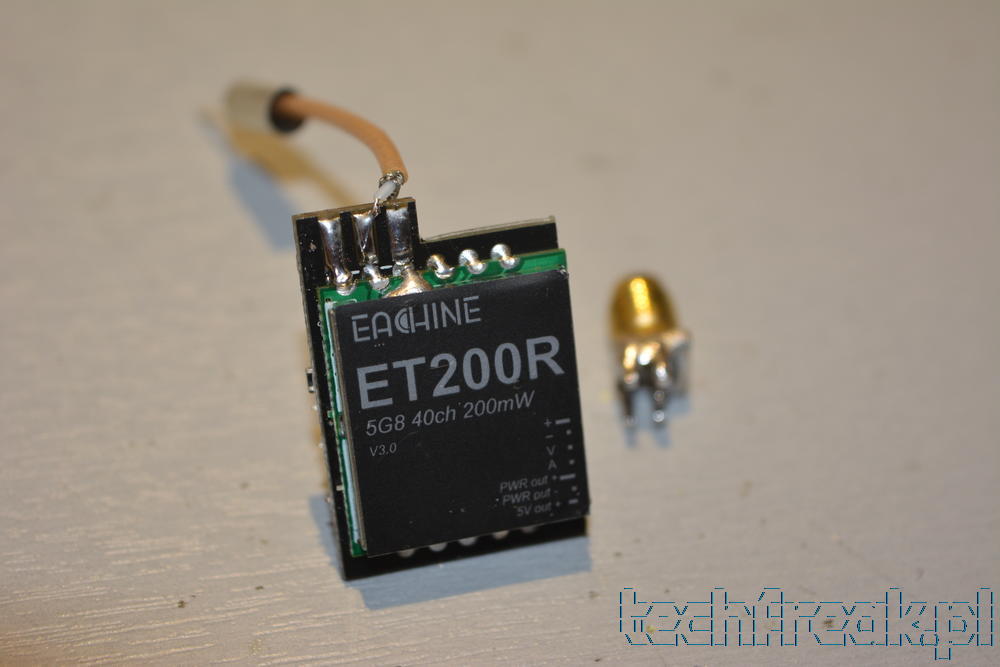 EACHINE
ET200R
5G8 40ch 200mW
V3.0
+
-
V
A
PWR out +
PWR out -
5V out +
techfreak.pl